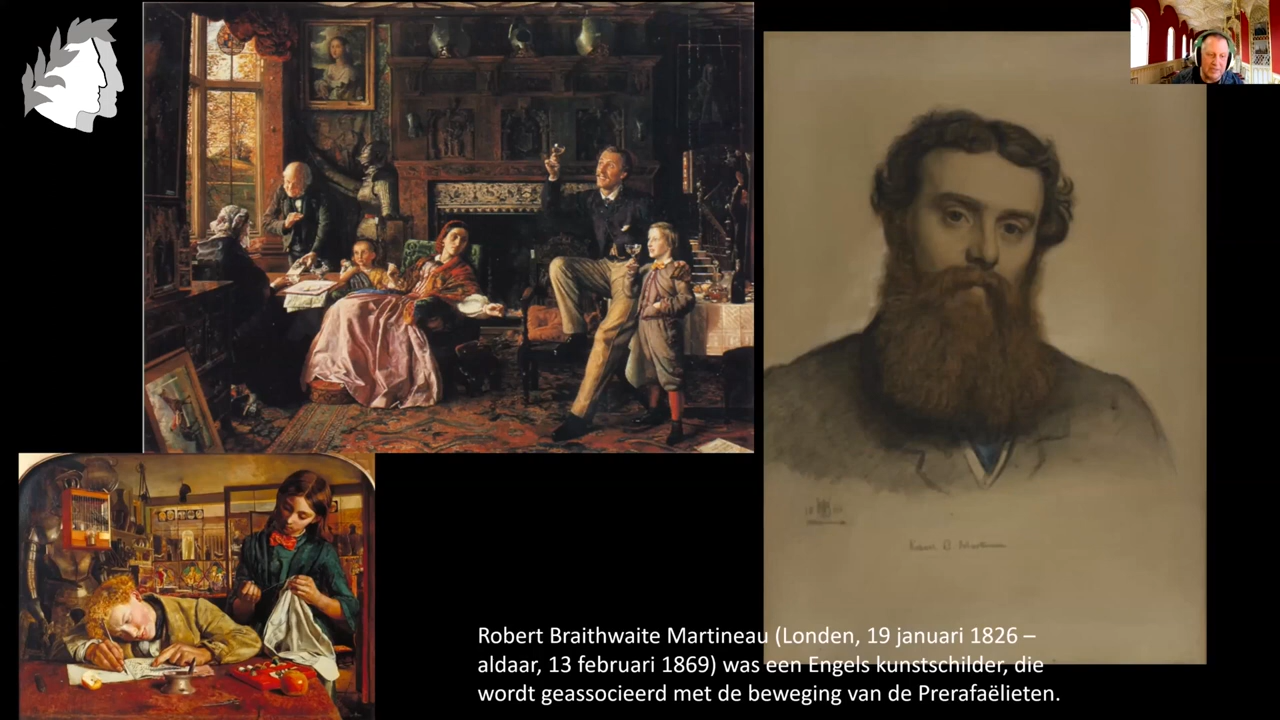 Robert Braithwaite Martineau (Londen, 19 januari 1826 –
aldaar, 13 februari 1869) was een Engels kunstschilder, die
wordt geassocieerd met de beweging van de Prerafaëlieten.